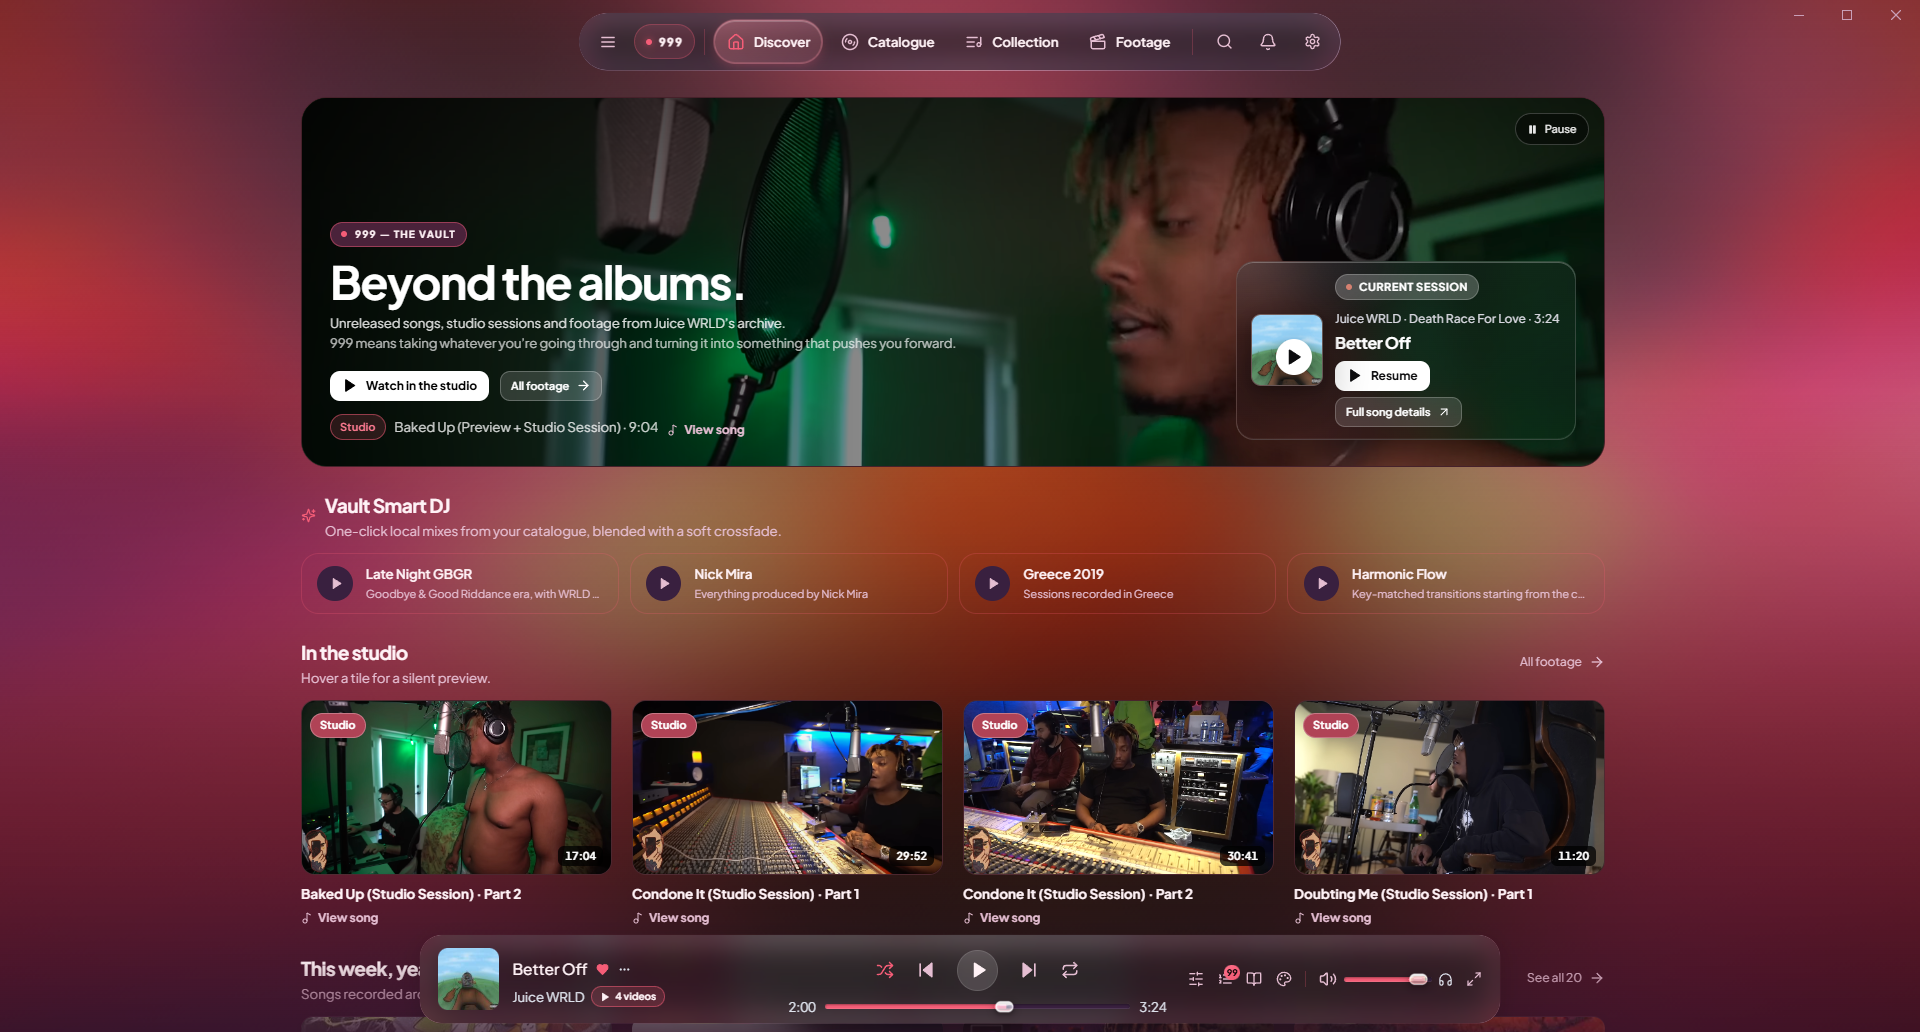 999
Discover
Catalogue
Collection
Footage
Pause
999 — THE VAULT
Beyond the albums.
Unreleased songs, studio sessions and footage from Juice WRLD's archive.
999 means taking whatever you're going through and turning it into something that pushes you forward.
Watch in the studio
All footage
Studio
Baked Up (Preview + Studio Session) · 9:04
View song
CURRENT SESSION
Juice WRLD · Death Race For Love · 3:24
Better Off
Resume
Full song details
Vault Smart DJ
One-click local mixes from your catalogue, blended with a soft crossfade.
Late Night GBGR
Goodbye & Good Riddance era, with WRLD ...
Nick Mira
Everything produced by Nick Mira
Greece 2019
Sessions recorded in Greece
Harmonic Flow
Key-matched transitions starting from the c...
In the studio
Hover a tile for a silent preview.
All footage
Studio
17:04
Baked Up (Studio Session) · Part 2
View song
Studio
29:52
Condone It (Studio Session) · Part 1
View song
Studio
30:41
Condone It (Studio Session) · Part 2
View song
Studio
11:20
Doubting Me (Studio Session) · Part 1
View song
This week, yea
Songs recorded aro
See all 20
Better Off
Juice WRLD
4 videos
2:00
3:24
99